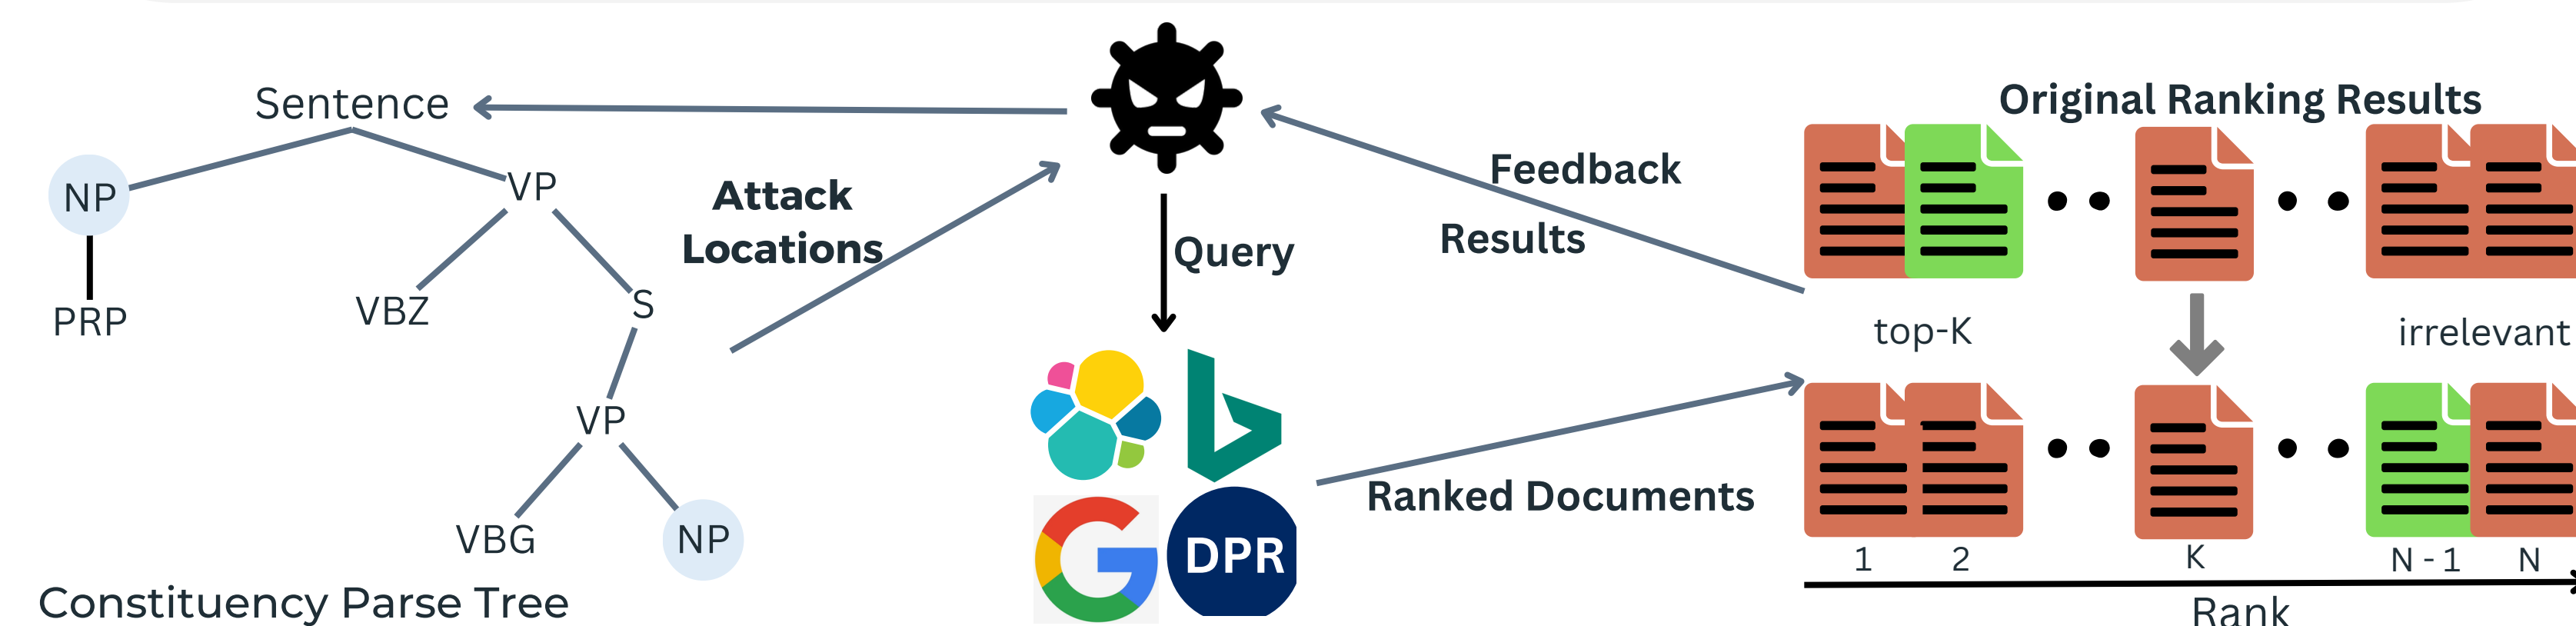 Sentence
NP
VP
PRP
VBZ
S
VP
VBG
NP
Constituency Parse Tree
Attack
Locations
Query
DPR
Feedback
Results
Ranked Documents
Original Ranking Results
top-K
irrelevant
1
2
K
N - 1
N
Rank